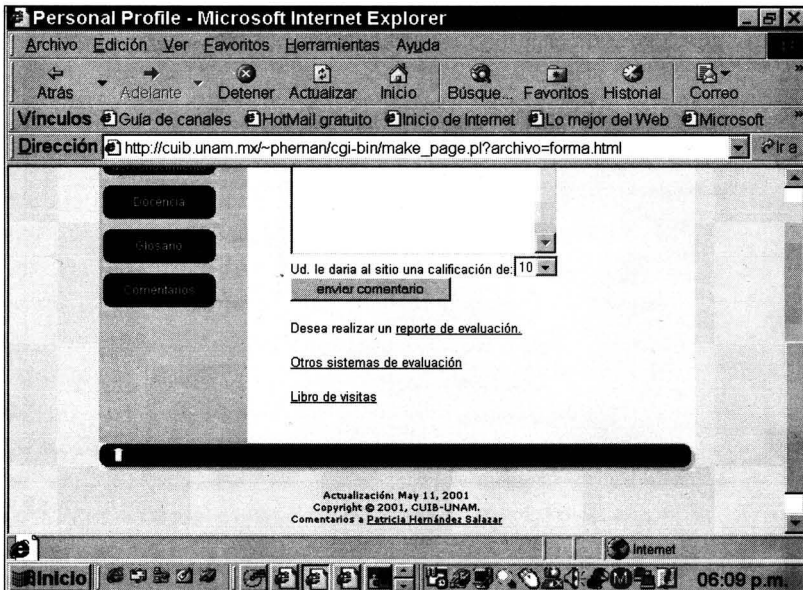 Personal Profile - Microsoft Internet Explorer
Archivo Edición Ver Favoritos Herramientas Ayuda
Atrás Adelante Detener Actualizar Inicio Búsque... Favoritos Historial Correo
Vínculos Guía de canales HotMail gratuito Inicio de Internet Lo mejor del Web Microsoft
Dirección http://cuib.unam.mx/~phernan/cgi-bin/make_page.pl?archivo=forma.html Ir a
Docencia
Glosario
Comentarios
Ud. le daria al sitio una calificación de: 10
enviar comentario
Desea realizar un reporte de evaluación.
Otros sistemas de evaluación
Libro de visitas
Actualización: May 11, 2001
Copyright © 2001, CUIB-UNAM.
Comentarios a Patricia Hernández Salazar
Internet
Inicio 06:09 p.m.